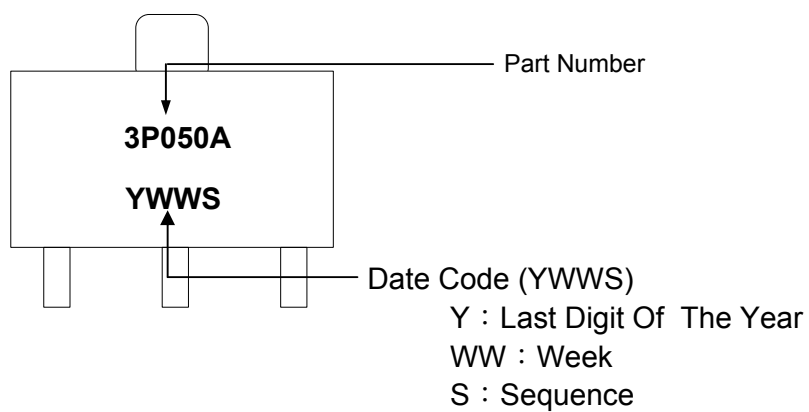 Part Number
3P050A
YWWS
Date Code (YWWS)
Y：Last Digit Of The Year
WW：Week
S：Sequence